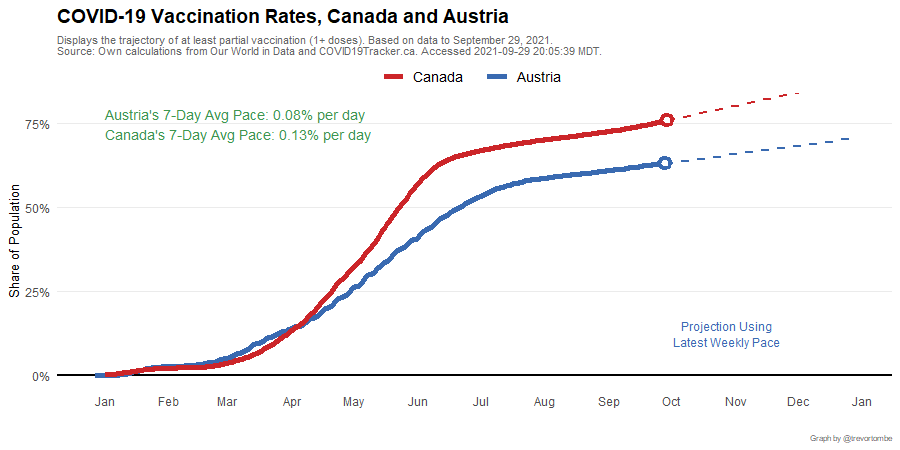 COVID-19 Vaccination Rates, Canada and Austria
Displays the trajectory of at least partial vaccination (1+ doses). Based on data to September 29, 2021.
Source: Own calculations from Our World in Data and COVID19Tracker.ca. Accessed 2021-09-29 20:05:39 MDT.
Canada Austria
Austria's 7-Day Avg Pace: 0.08% per day
Canada's 7-Day Avg Pace: 0.13% per day
75%
50%
25%
0%
Share of Population
Projection Using
Latest Weekly Pace
Jan Feb Mar Apr May Jun Jul Aug Sep Oct Nov Dec Jan
Graph by @trevortombe